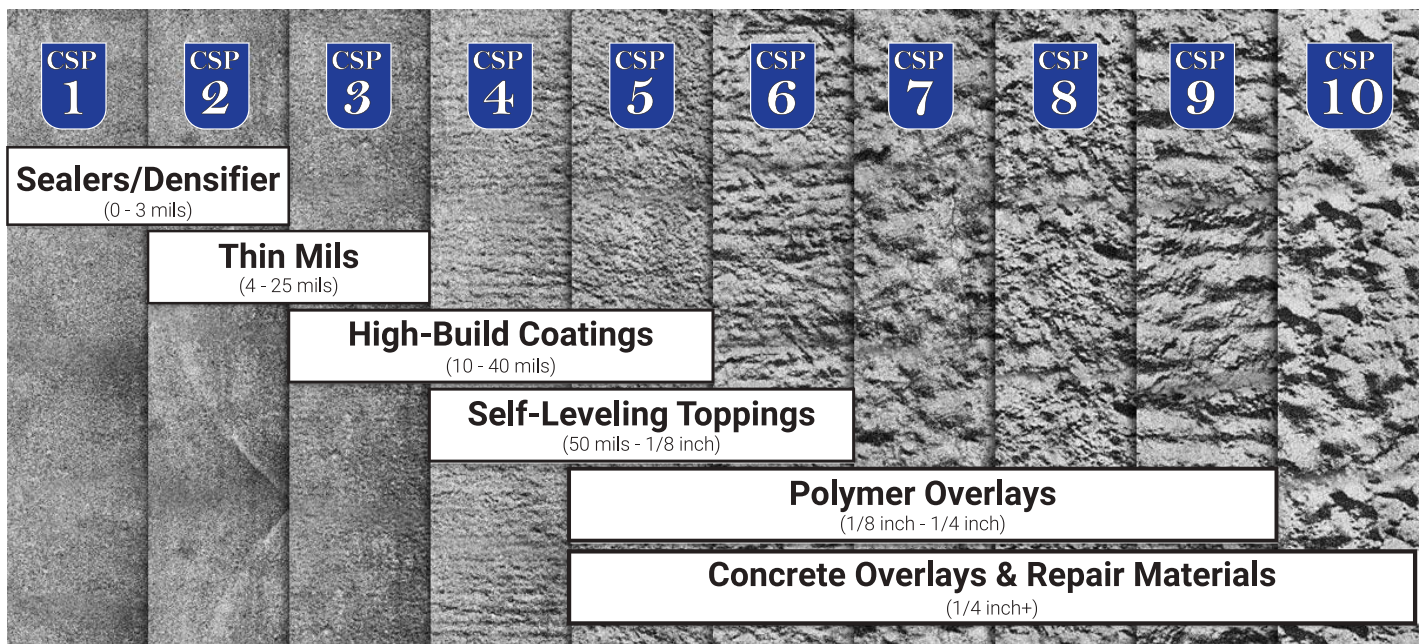 CSP
1
CSP
2
CSP
3
CSP
4
CSP
5
CSP
6
CSP
7
CSP
8
CSP
9
CSP
10
Sealers/Densifier
(0 - 3 mils)
Thin Mils
(4 - 25 mils)
High-Build Coatings
(10 - 40 mils)
Self-Leveling Toppings
(50 mils - 1/8 inch)
Polymer Overlays
(1/8 inch - 1/4 inch)
Concrete Overlays & Repair Materials
(1/4 inch+)